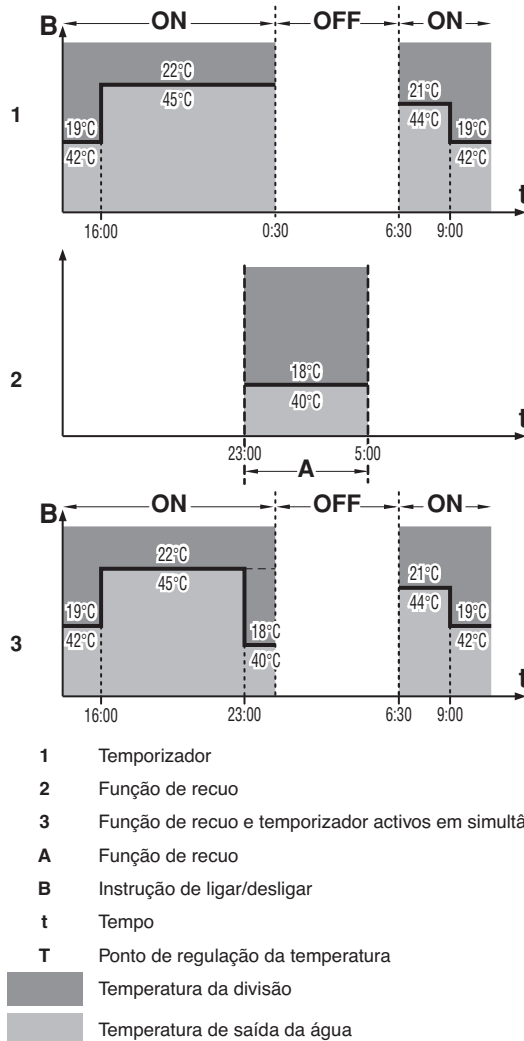 B ON OFF ON
22°C
45°C
21°C
44°C
1
19°C
42°C
19°C
42°C
t
16:00 0:30 6:30 9:00
2
18°C
40°C
t
23:00 5:00
A
B ON OFF ON
22°C
45°C
21°C
44°C
19°C
42°C
18°C
40°C
19°C
42°C
3
t
16:00 23:00 6:30 9:00
1 Temporizador
2 Função de recuo
3 Função de recuo e temporizador activos em simultâ
A Função de recuo
B Instrução de ligar/desligar
t Tempo
T Ponto de regulação da temperatura
Temperatura da divisão
Temperatura de saída da água